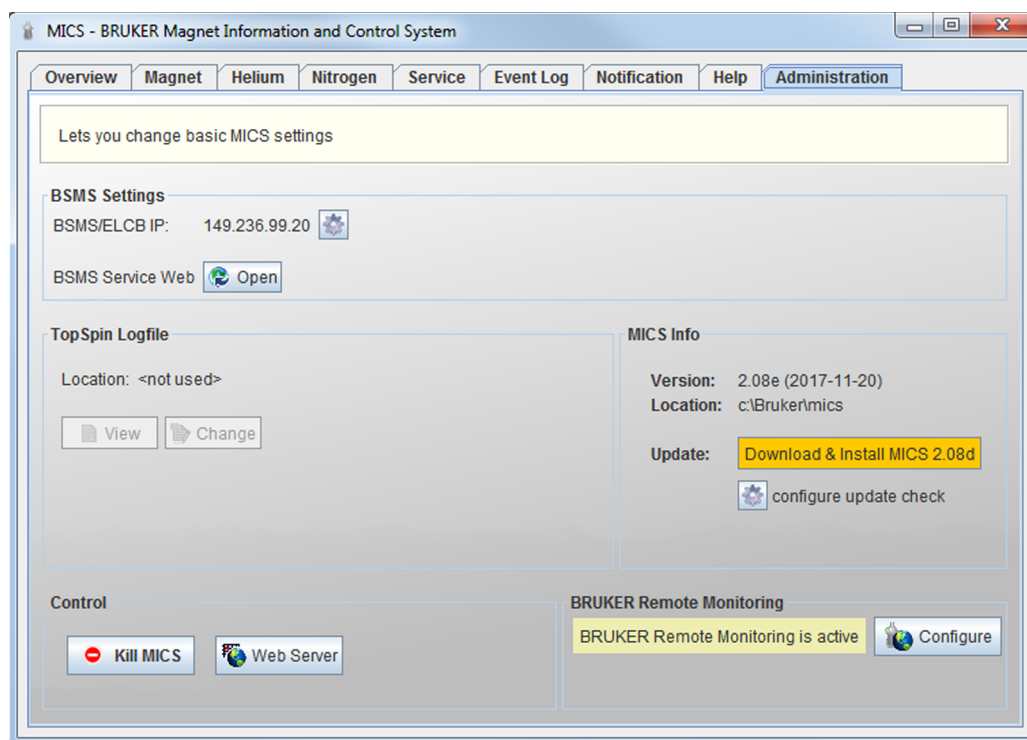 MICS - BRUKER Magnet Information and Control System
Overview Magnet Helium Nitrogen Service Event Log Notification Help Administration
Lets you change basic MICS settings
BSMS Settings
BSMS/ELCB IP: 149.236.99.20
BSMS Service Web Open
TopSpin Logfile
Location: <not used>
View Change
MICS Info
Version: 2.08e (2017-11-20)
Location: c:\Bruker\mics
Update: Download & Install MICS 2.08d
configure update check
Control
Kill MICS Web Server
BRUKER Remote Monitoring
BRUKER Remote Monitoring is active Configure